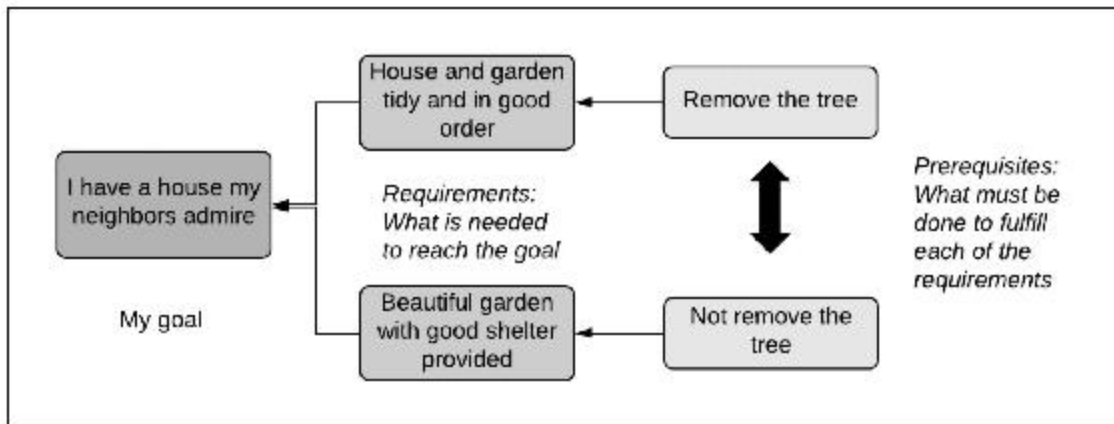 House and garden
tidy and in good
order
Remove the tree
I have a house my
neighbors admire
Requirements:
What is needed
to reach the goal
Prerequisites:
What must be
done to fulfill
each of the
requirements
My goal
Beautiful garden
with good shelter
provided
Not remove the
tree